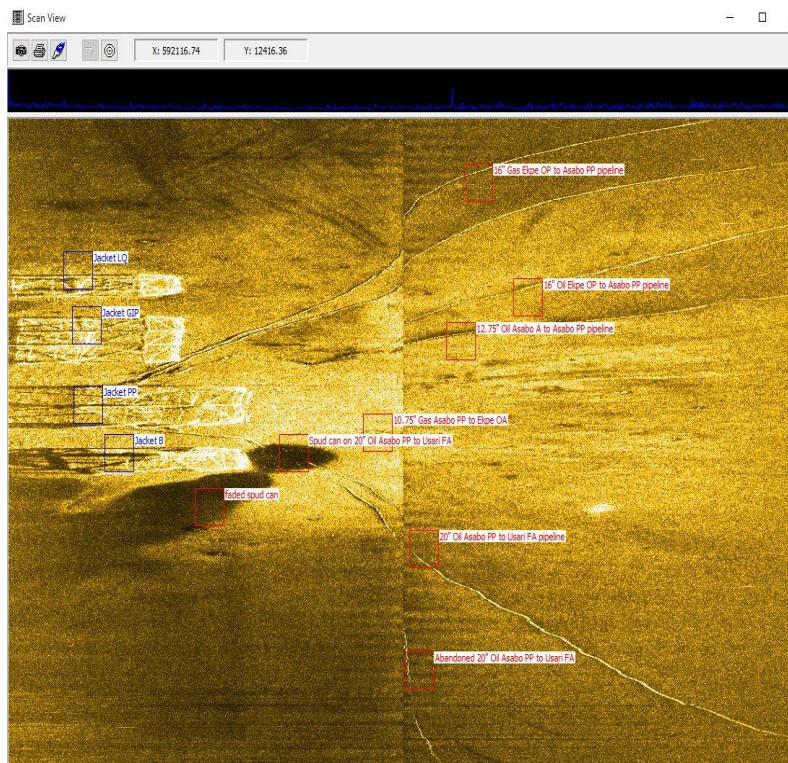 Scan View
X: 592116.74
Y: 12416.36
16" Gas Ekpe OP to Asabo PP pipeline
Jacket LQ
16" Oil Ekpe OP to Asabo PP pipeline
Jacket GIP
12.75" Oil Asabo A to Asabo PP pipeline
Jacket PP
10.75" Gas Asabo PP to Ekpe OA
Jacket B
Spud can on 20" Oil Asabo PP to Usari FA
faded spud can
20" Oil Asabo PP to Usari FA pipeline
Abandoned 20" Oil Asabo PP to Usari FA